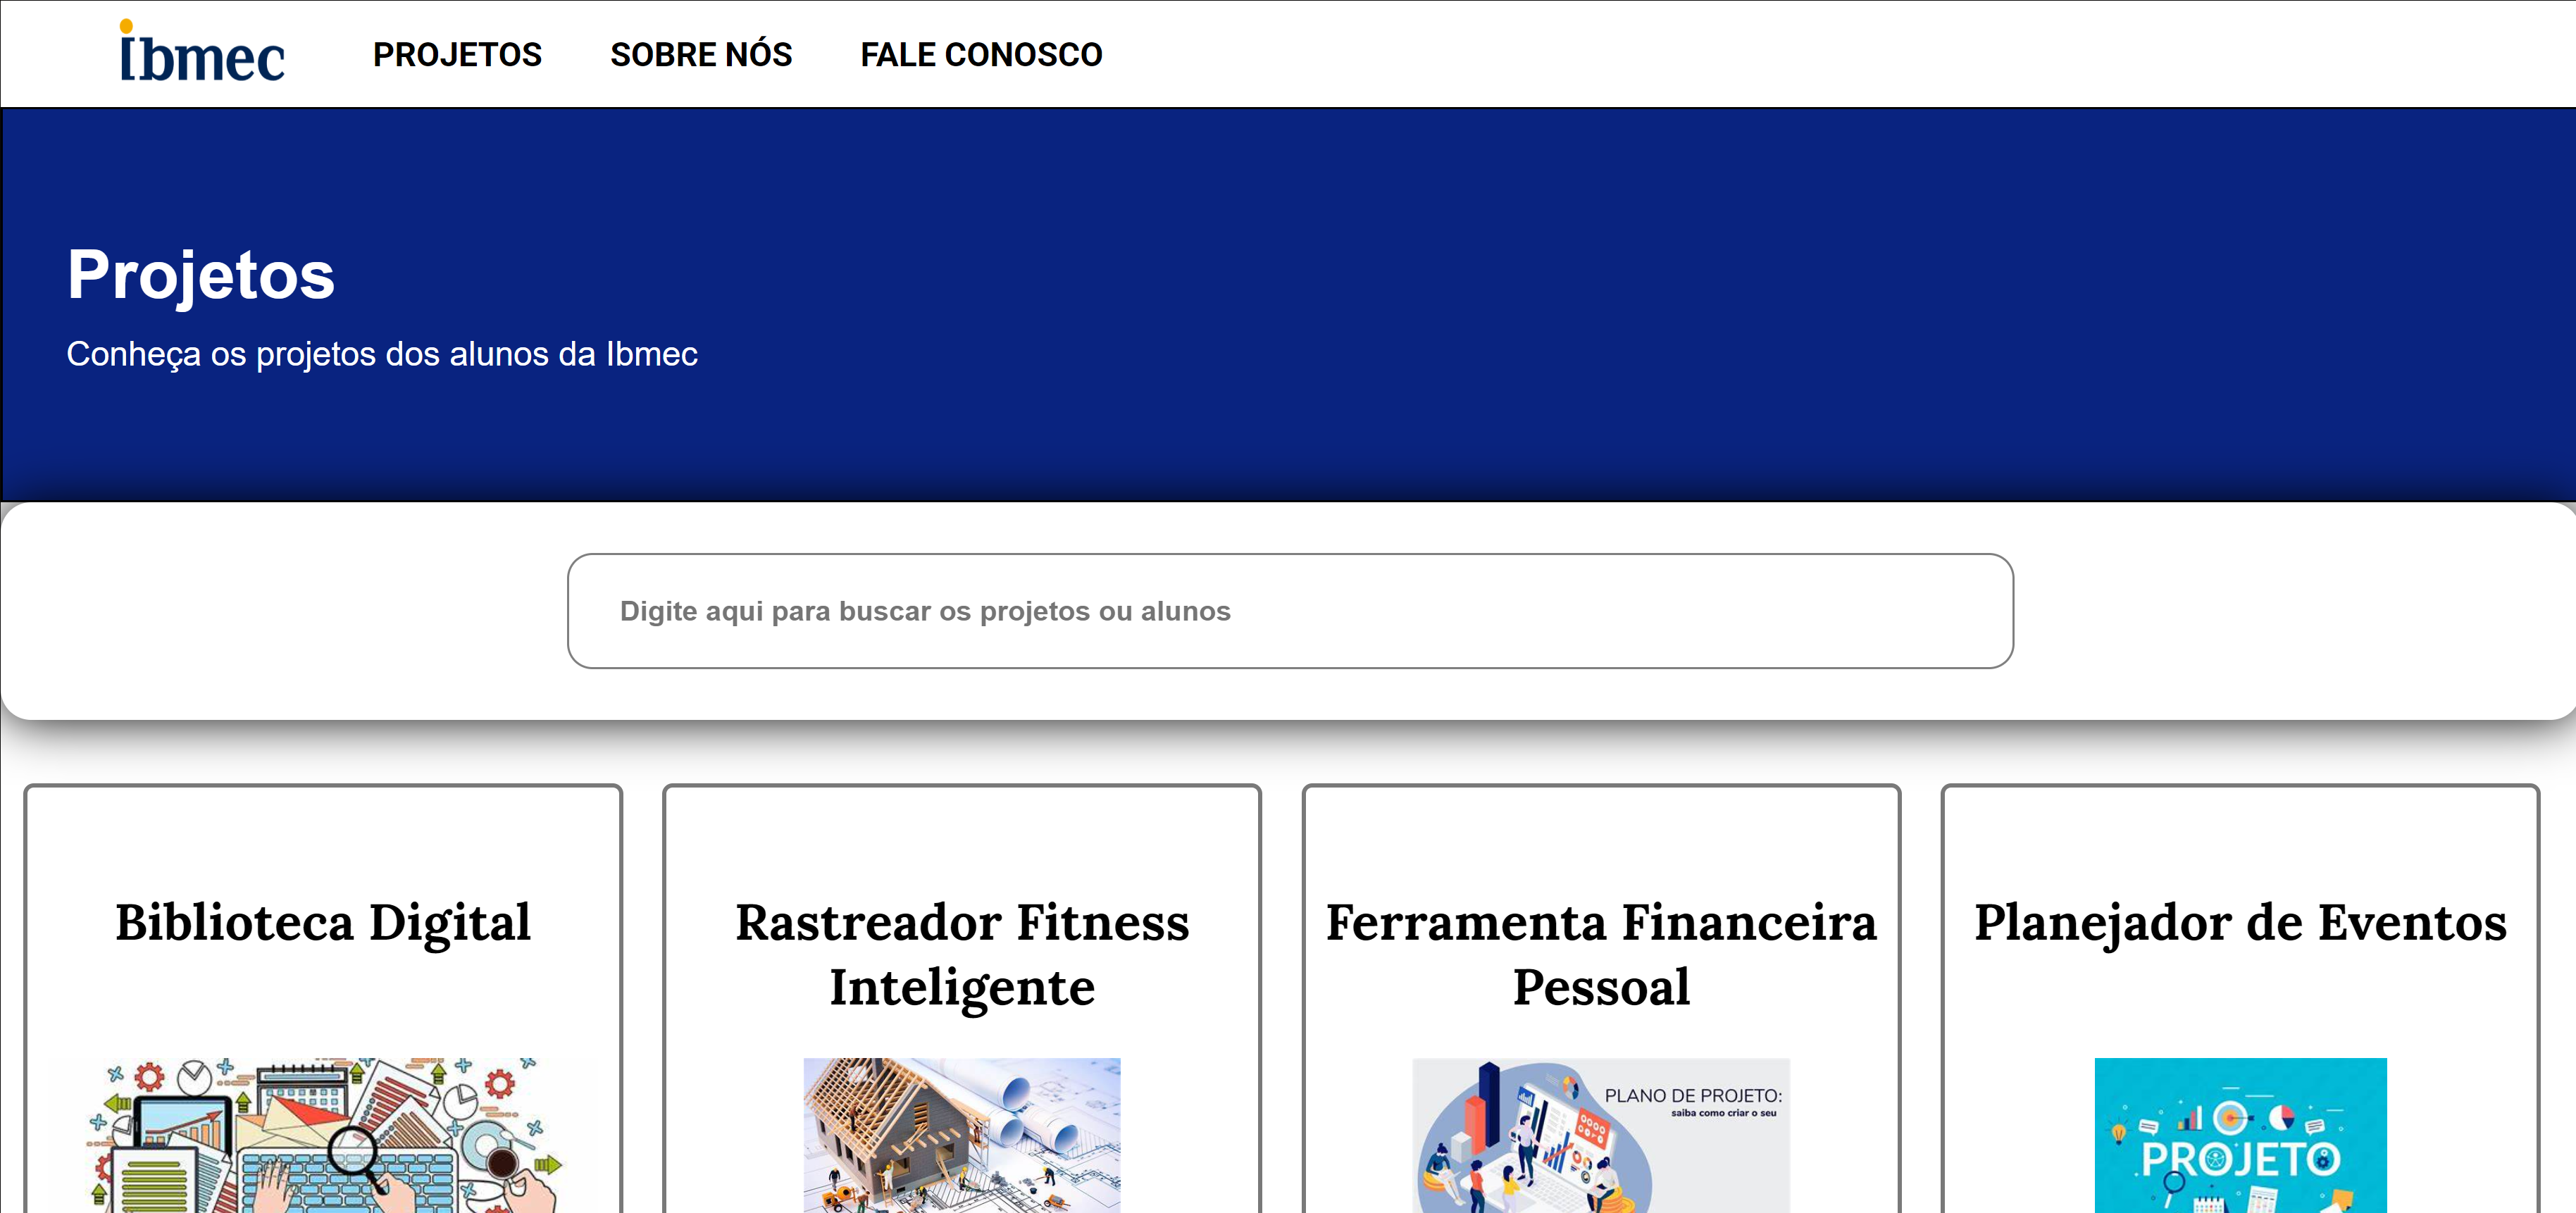 Ibmec
PROJETOS
SOBRE NÓS
FALE CONOSCO
Projetos
Conheça os projetos dos alunos da Ibmec
Digite aqui para buscar os projetos ou alunos
Biblioteca Digital
Rastreador Fitness
Inteligente
Ferramenta Financeira
Pessoal
Planejador de Eventos
PLANO DE PROJETO:
saiba como criar o seu
PROJETO